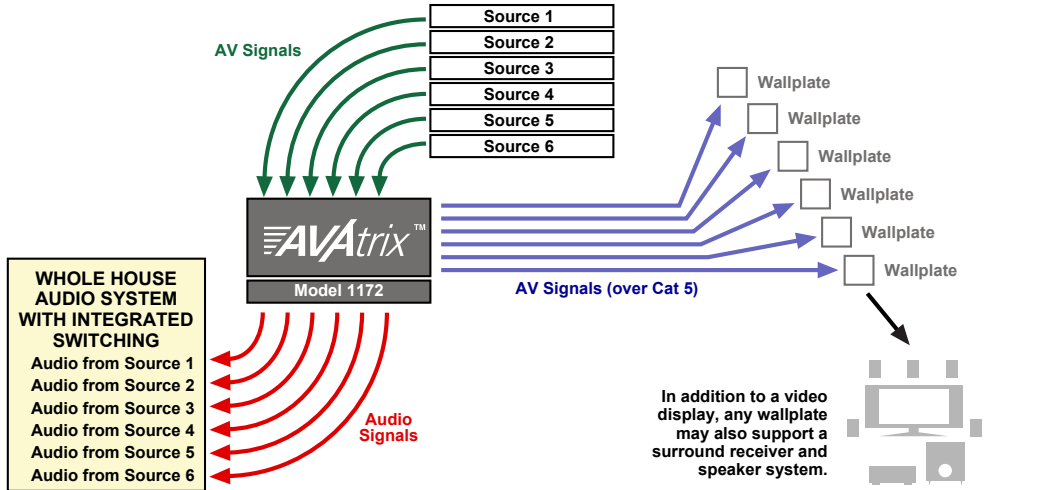 Source 1
Source 2
Source 3
Source 4
Source 5
Source 6
AV Signals
Wallplate
Wallplate
Wallplate
Wallplate
Wallplate
Wallplate
AVAtrix™
Model 1172
AV Signals (over Cat 5)
WHOLE HOUSE
AUDIO SYSTEM
WITH INTEGRATED
SWITCHING
Audio from Source 1
Audio from Source 2
Audio from Source 3
Audio from Source 4
Audio from Source 5
Audio from Source 6
Audio
Signals
In addition to a video
display, any wallplate
may also support a
surround receiver and
speaker system.